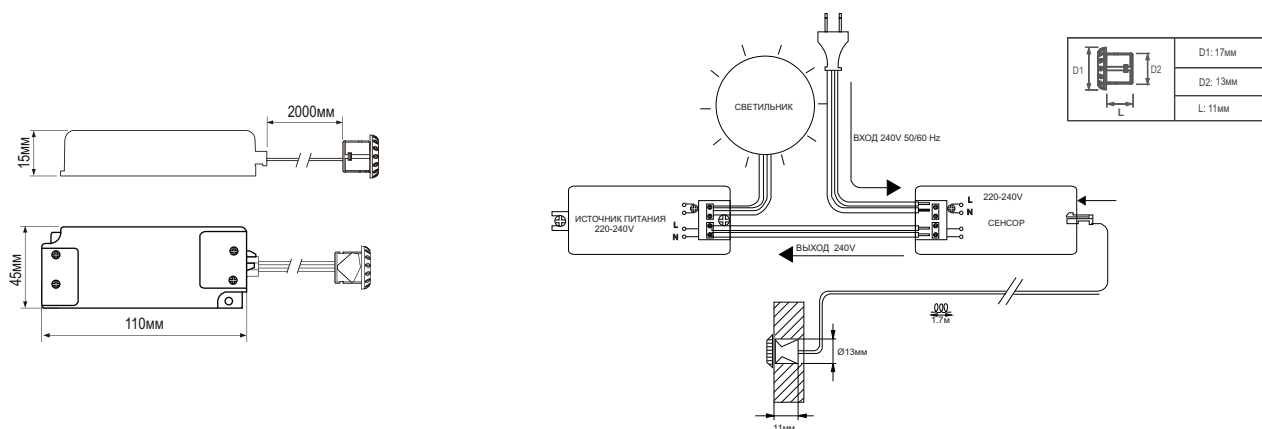 2000мм
15мм
45мм
110мм
СВЕТИЛЬНИК
ВХОД 240V 50/60 Hz
ИСТОЧНИК ПИТАНИЯ
220-240V
L
N
220-240V
L
N
СЕНСОР
ВЫХОД 240V
1.7м
Ø13мм
11мм
D1
D2
L
D1: 17мм
D2: 13мм
L: 11мм